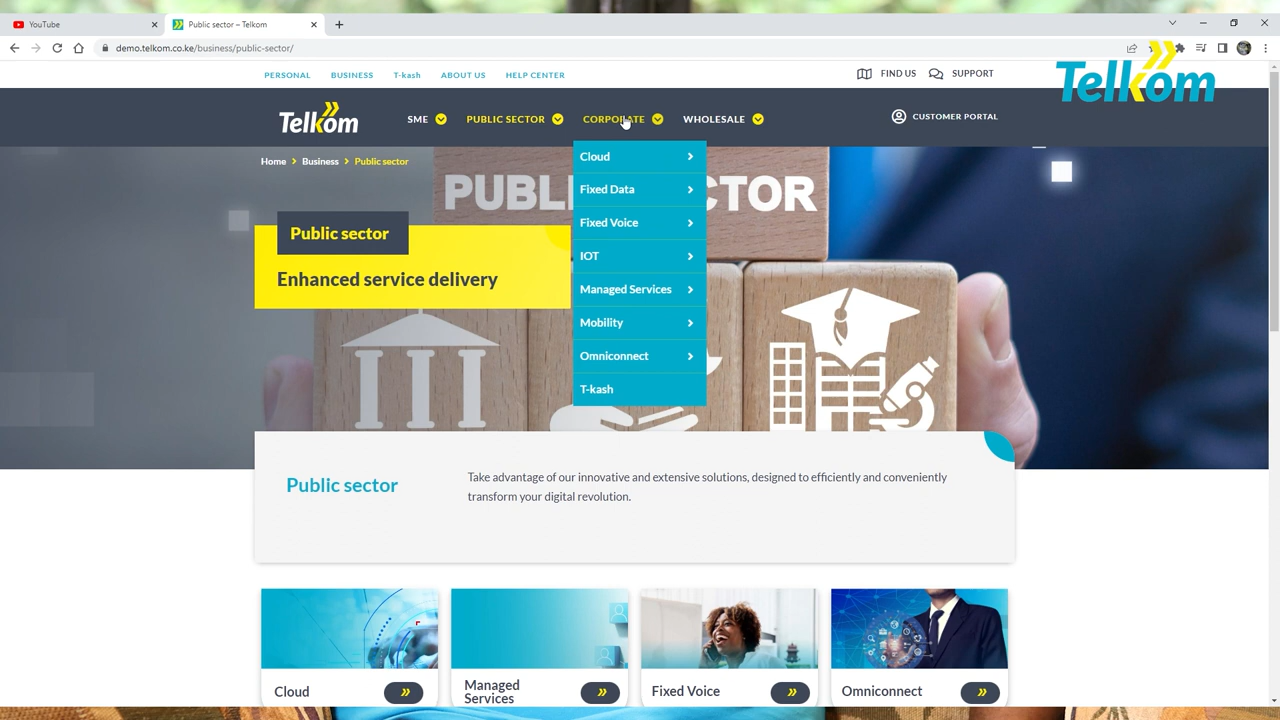 YouTube
Public sector – Telkom
demo.telkom.co.ke/business/public-sector/
PERSONAL BUSINESS T-kash ABOUT US HELP CENTER
FIND US SUPPORT
Telkom
Telkom
SME PUBLIC SECTOR CORPORATE WHOLESALE
CUSTOMER PORTAL
Home Business Public sector
Cloud
Fixed Data
Fixed Voice
IOT
Managed Services
Mobility
Omniconnect
T-kash
Public sector
Enhanced service delivery
Public sector
Take advantage of our innovative and extensive solutions, designed to efficiently and conveniently
transform your digital revolution.
Cloud
Managed
Services
Fixed Voice
Omniconnect